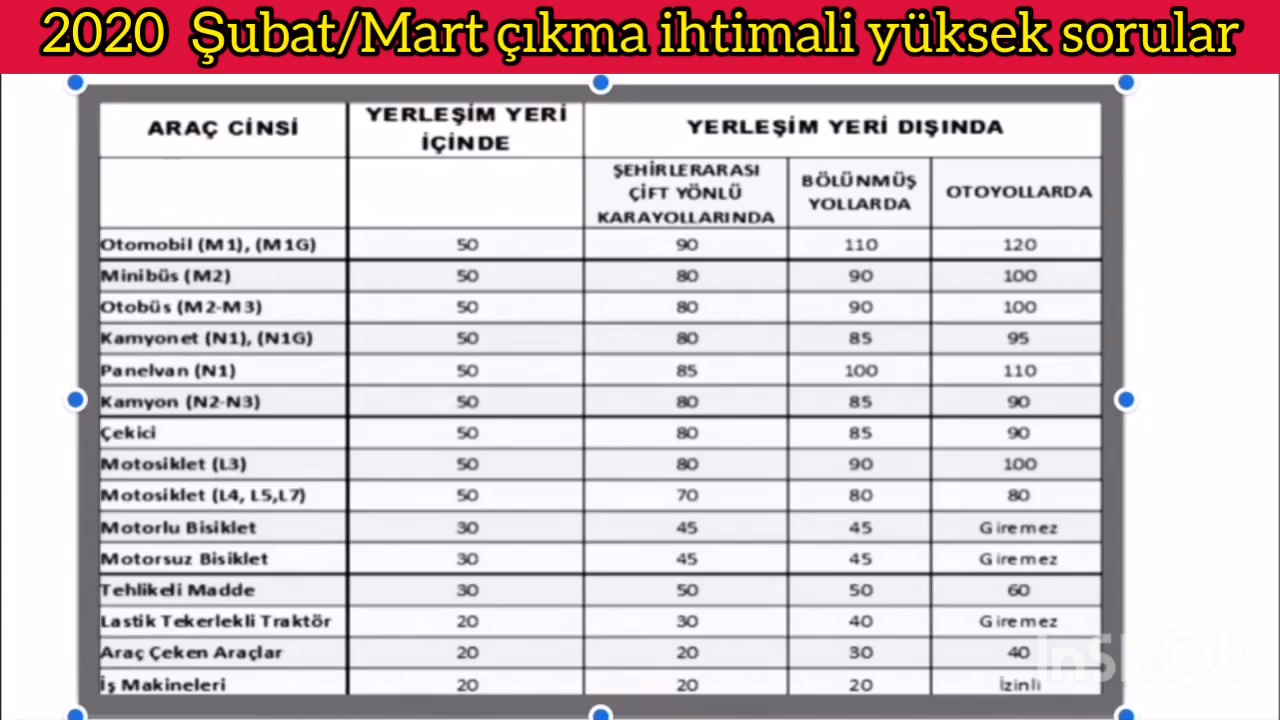 2020 Şubat/Mart çıkma ihtimali yüksek sorular
ARAÇ CİNSİ YERLEŞİM YERİ İÇİNDE YERLEŞİM YERİ DIŞINDA
ŞEHİRLERARASI ÇİFT YÖNLÜ KARAYOLLARINDA BÖLÜNMÜŞ YOLLARDA OTOYOLLARDA
Otomobil (M1), (M1G) 50 90 110 120
Minibüs (M2) 50 80 90 100
Otobüs (M2-M3) 50 80 90 100
Kamyonet (N1), (N1G) 50 80 85 95
Panelvan (N1) 50 85 100 110
Kamyon (N2-N3) 50 80 85 90
Çekici 50 80 85 90
Motosiklet (L3) 50 80 90 100
Motosiklet (L4, L5,L7) 50 70 80 80
Motorlu Bisiklet 30 45 45 Giremez
Motorsuz Bisiklet 30 45 45 Giremez
Tehlikeli Madde 30 50 50 60
Lastik Tekerlekli Traktör 20 30 40 Giremez
Araç Çeken Araçlar 20 20 30 40
İş Makineleri 20 20 20 İzinli
InShOt